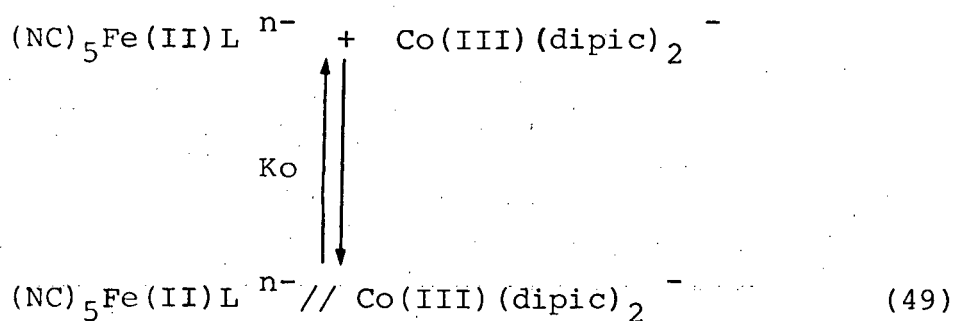 (NC)₅Fe(II)L ⁿ⁻ + Co(III)(dipic)₂ ⁻
Ko
(NC)₅Fe(II)L ⁿ⁻ // Co(III)(dipic)₂ ⁻ (49)